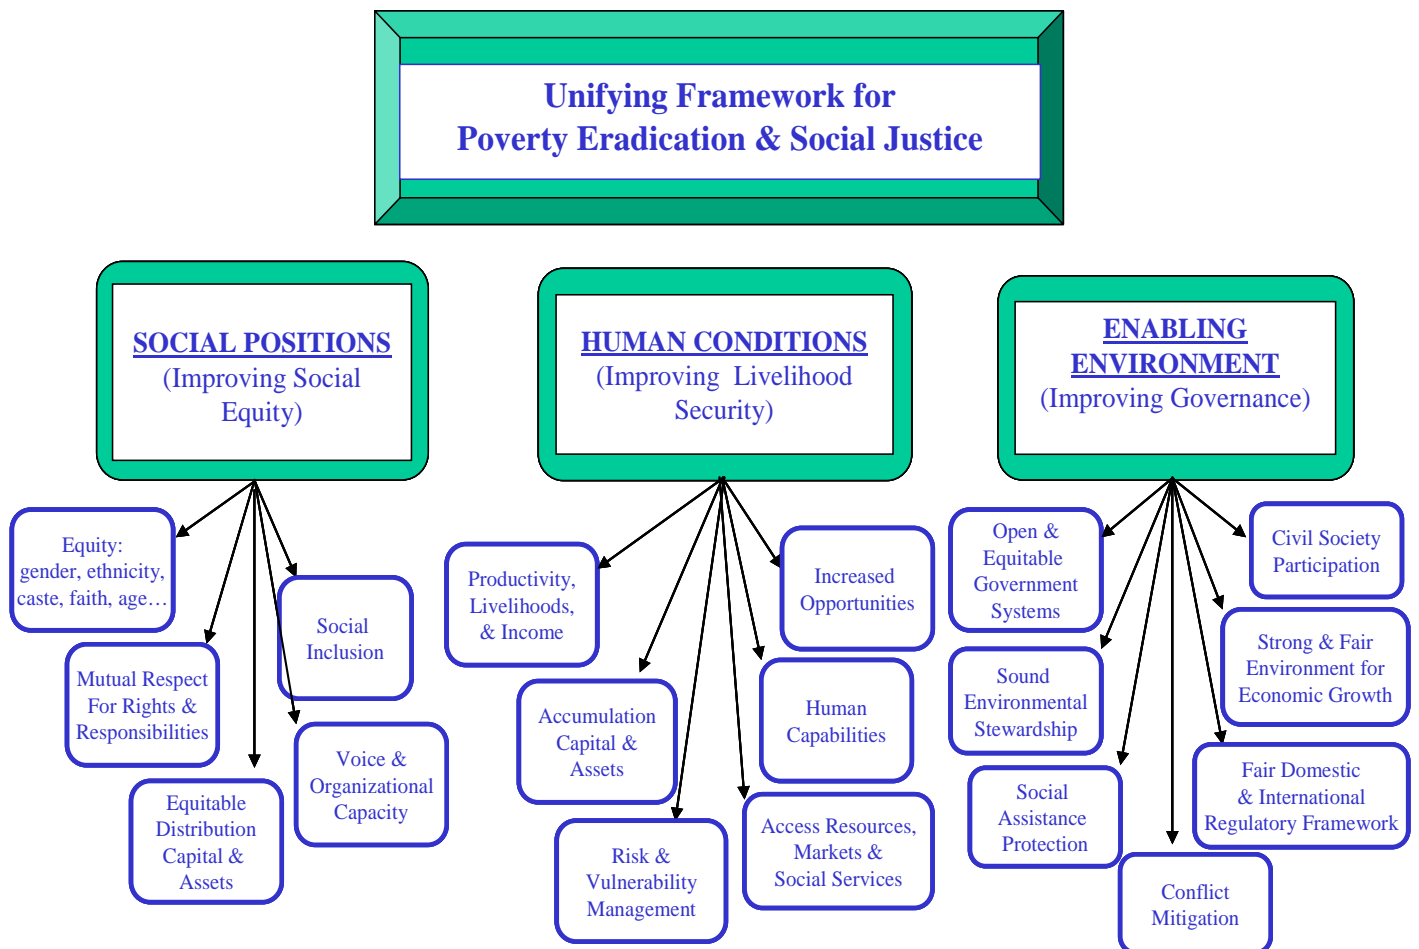 Unifying Framework for
Poverty Eradication & Social Justice
SOCIAL POSITIONS
(Improving Social
Equity)
HUMAN CONDITIONS
(Improving Livelihood
Security)
ENABLING
ENVIRONMENT
(Improving Governance)
Equity:
gender, ethnicity,
caste, faith, age…
Mutual Respect
For Rights &
Responsibilities
Equitable
Distribution
Capital &
Assets
Voice &
Organizational
Capacity
Social
Inclusion
Productivity,
Livelihoods,
& Income
Accumulation
Capital &
Assets
Risk &
Vulnerability
Management
Access Resources,
Markets &
Social Services
Human
Capabilities
Increased
Opportunities
Open &
Equitable
Government
Systems
Sound
Environmental
Stewardship
Social
Assistance
Protection
Conflict
Mitigation
Fair Domestic
& International
Regulatory Framework
Strong & Fair
Environment for
Economic Growth
Civil Society
Participation